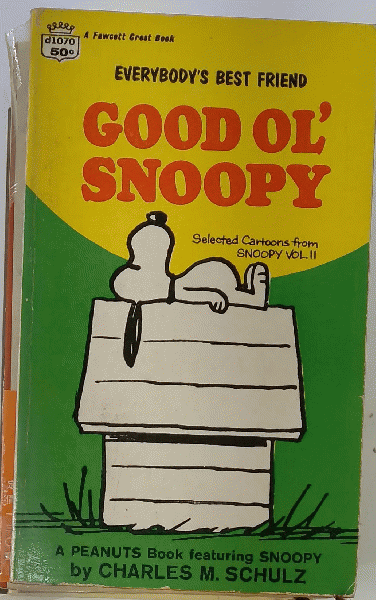 A Fawcett Crest Book
d1070
50¢
EVERYBODY'S BEST FRIEND
GOOD OL'
SNOOPY
Selected Cartoons from
SNOOPY VOL. II
A PEANUTS Book featuring SNOOPY
by CHARLES M. SCHULZ